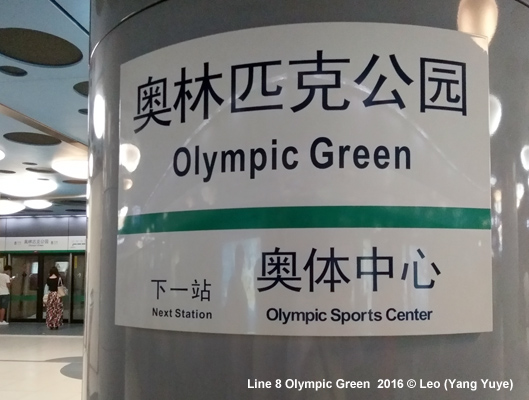 奥林匹克公园
Olympic Green
下一站
Next Station
奥体中心
Olympic Sports Center
Line 8 Olympic Green 2016 © Leo (Yang Yuye)